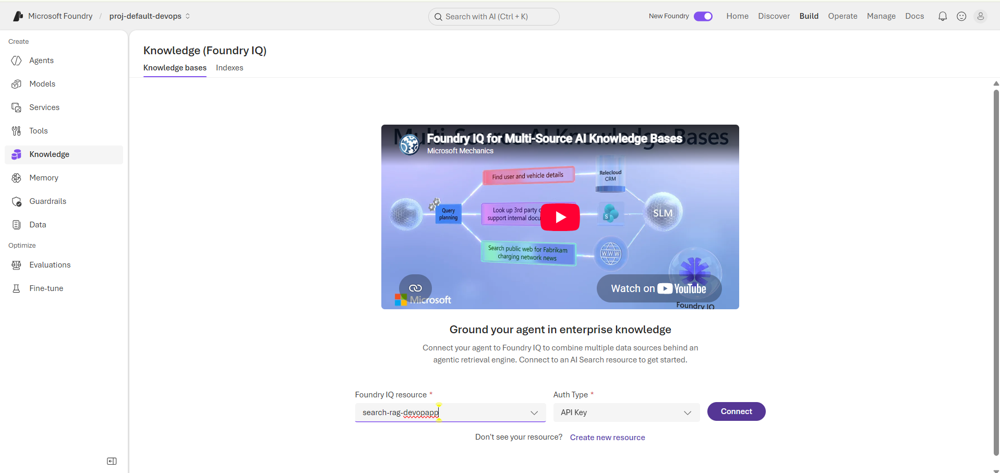 Microsoft Foundry / proj-default-devops
Search with AI (Ctrl + K)
New Foundry
Home
Discover
Build
Operate
Manage
Docs
Create
Agents
Models
Services
Tools
Knowledge
Memory
Guardrails
Data
Optimize
Evaluations
Fine-tune
Knowledge (Foundry IQ)
Knowledge bases
Indexes
Multi-Source AI Knowledge Bases
Foundry IQ for Multi-Source AI Knowledge Bases
Microsoft Mechanics
Find user and vehicle details
Relecloud
CRM
Query
planning
Look up 3rd party
support internal
S
SLM
Search public web for Fabrikam
charging network news
WWW
Watch on YouTube
Microsoft
Foundry IQ
Ground your agent in enterprise knowledge
Connect your agent to Foundry IQ to combine multiple data sources behind an
agentic retrieval engine. Connect to an AI Search resource to get started.
Foundry IQ resource *
Auth Type *
search-rag-devopapp
API Key
Connect
Don't see your resource? Create new resource